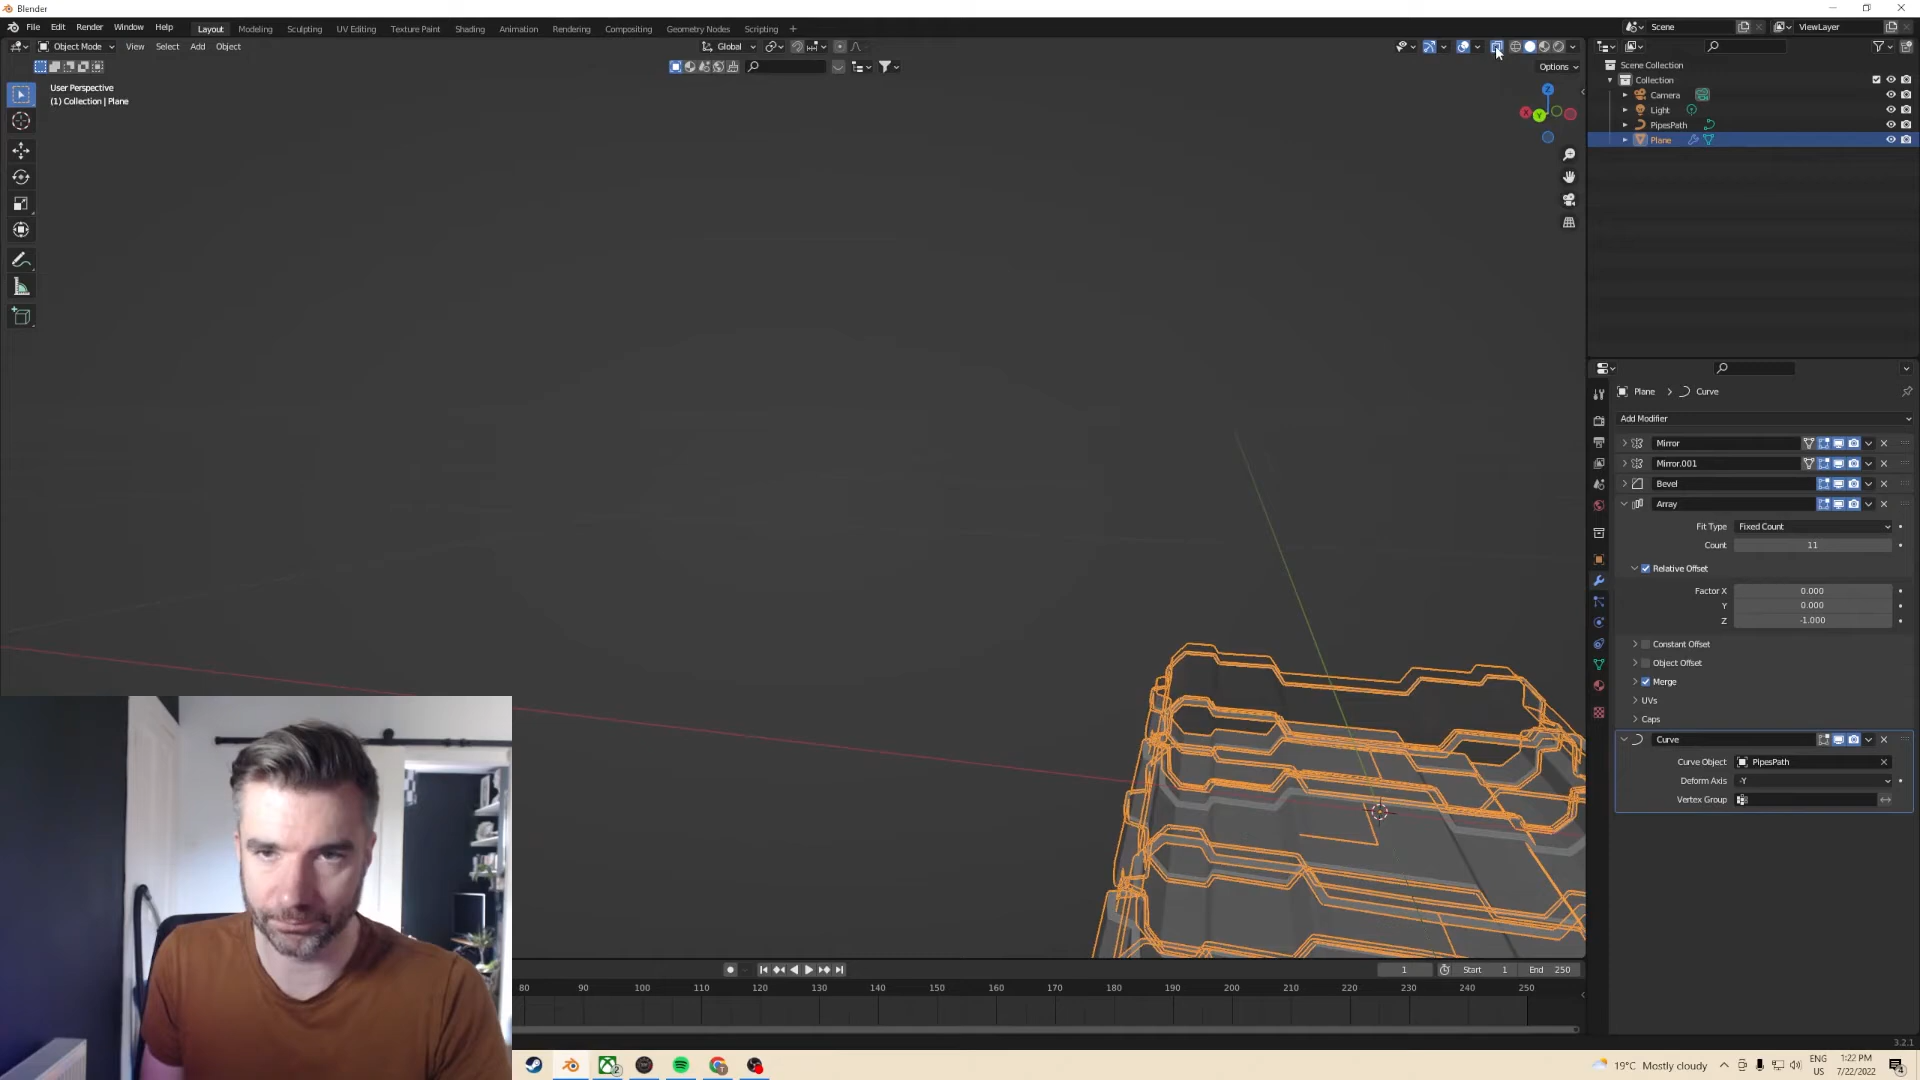 Blender
File Edit Render Window Help Layout Modeling Sculpting UV Editing Texture Paint Shading Animation Rendering Compositing Geometry Nodes Scripting + Scene ViewLayer
Object Mode View Select Add Object Global
Options
User Perspective
(1) Collection | Plane
Z
X
Y
Scene Collection
Collection
Camera
Light
PipesPath
Plane
Plane > Curve
Add Modifier
Mirror
Mirror.001
Bevel
Array
Fit Type Fixed Count
Count 11
Relative Offset
Factor X 0.000
Y 0.000
Z -1.000
Constant Offset
Object Offset
Merge
UVs
Caps
Curve
Curve Object PipesPath
Deform Axis -Y
Vertex Group
1 Start 1 End 250
80 90 100 110 120 130 140 150 160 170 180 190 200 210 220 230 240 250
3.2.1
19°C Mostly cloudy
ENG
US
1:22 PM
7/22/2022